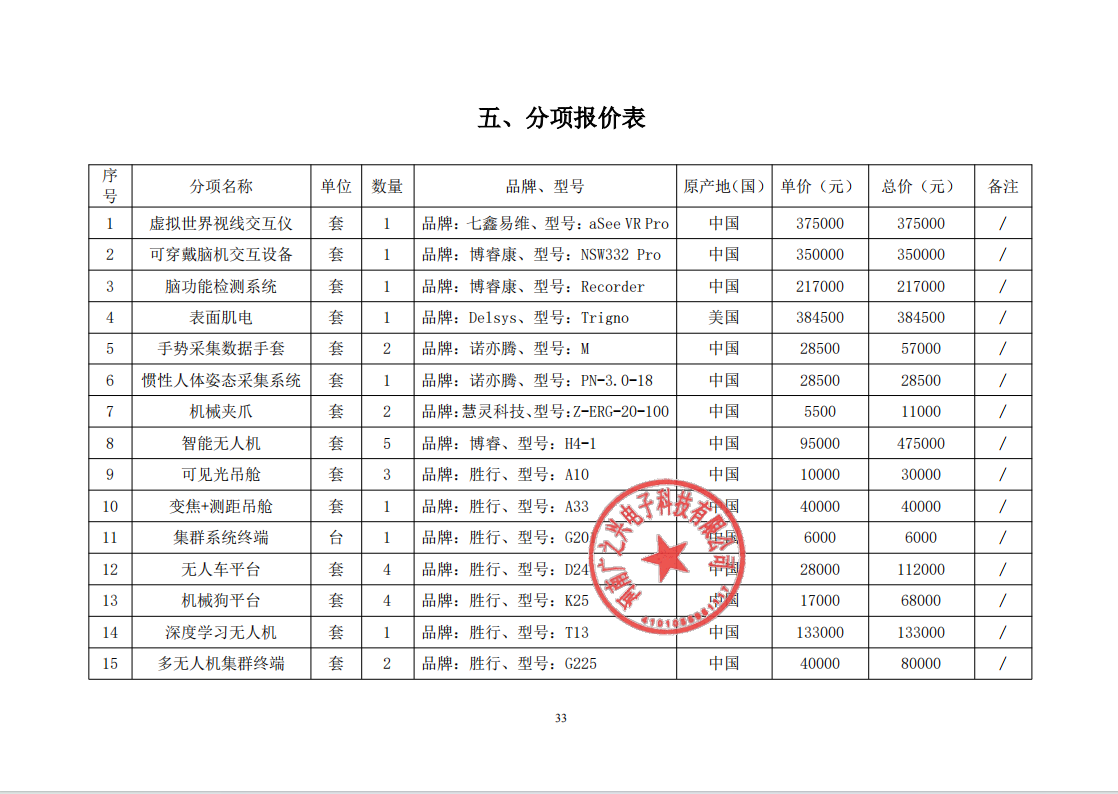 五、分项报价表
序号 分项名称 单位 数量 品牌、型号 原产地(国) 单价(元) 总价(元) 备注
1 虚拟世界视线交互仪 套 1 品牌:七鑫易维、型号:aSee VR Pro 中国 375000 375000 /
2 可穿戴脑机交互设备 套 1 品牌:博睿康、型号:NSW332 Pro 中国 350000 350000 /
3 脑功能检测系统 套 1 品牌:博睿康、型号:Recorder 中国 217000 217000 /
4 表面肌电 套 1 品牌:Delsys、型号:Trigno 美国 384500 384500 /
5 手势采集数据手套 套 2 品牌:诺亦腾、型号:M 中国 28500 57000 /
6 惯性人体姿态采集系统 套 1 品牌:诺亦腾、型号:PN-3.0-18 中国 28500 28500 /
7 机械夹爪 套 2 品牌:慧灵科技、型号:Z-ERG-20-100 中国 5500 11000 /
8 智能无人机 套 5 品牌:博睿、型号:H4-1 中国 95000 475000 /
9 可见光吊舱 套 3 品牌:胜行、型号:A10 中国 10000 30000 /
10 变焦+测距吊舱 套 1 品牌:胜行、型号:A33 中国 40000 40000 /
11 集群系统终端 台 1 品牌:胜行、型号: 中国 6000 6000 /
12 无人车平台 套 4 品牌:胜行、型号:D24 中国 28000 112000 /
13 机械狗平台 套 4 品牌:胜行、型号:K25 中国 17000 68000 /
14 深度学习无人机 套 1 品牌:胜行、型号:T13 中国 133000 133000 /
15 多无人机集群终端 套 2 品牌:胜行、型号:G225 中国 40000 80000 /
河南广之兴电子科技有限公司
33